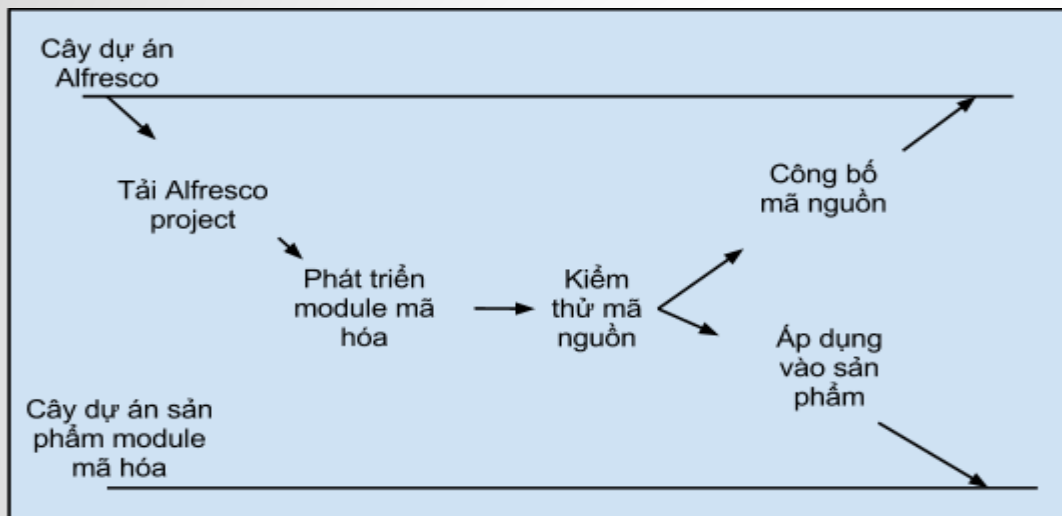 Cây dự án
Alfresco
Tải Alfresco
project
Phát triển
module mã
hóa
Kiểm
thử mã
nguồn
Công bố
mã nguồn
Áp dụng
vào sản
phẩm
Cây dự án sản
phẩm module
mã hóa